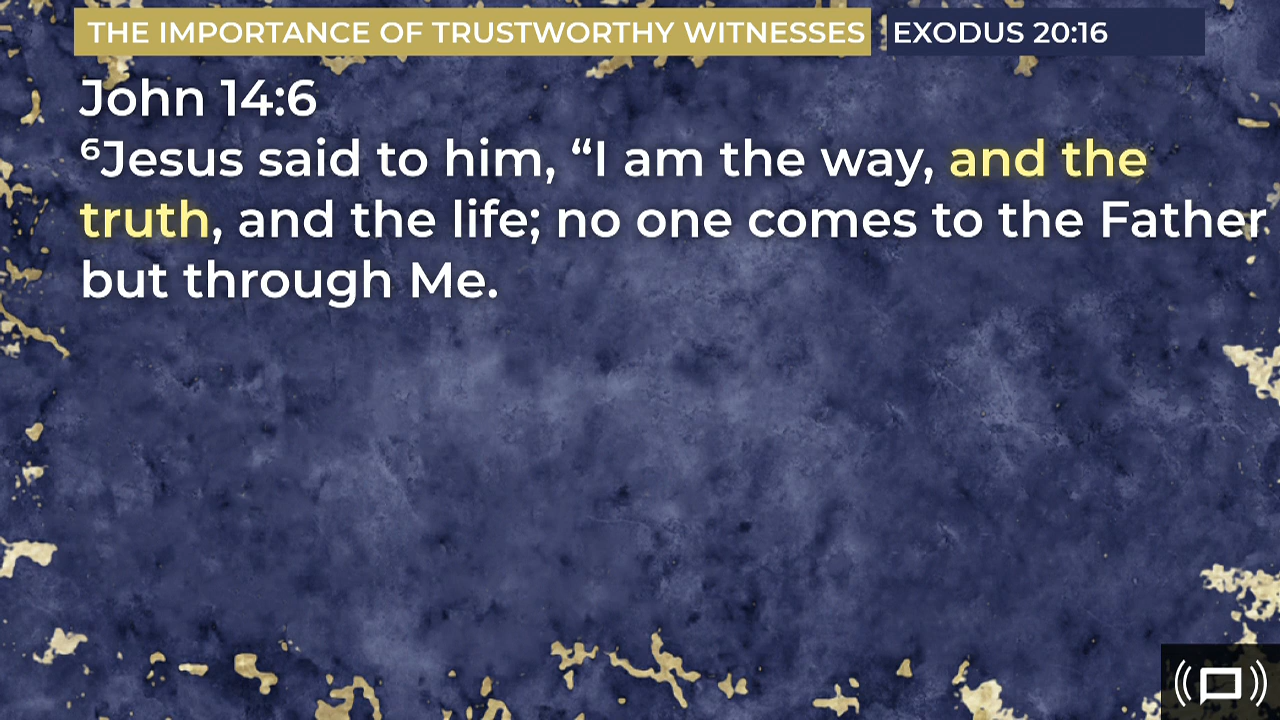 THE IMPORTANCE OF TRUSTWORTHY WITNESSES EXODUS 20:16
John 14:6
⁶Jesus said to him, “I am the way, and the
truth, and the life; no one comes to the Father
but through Me.